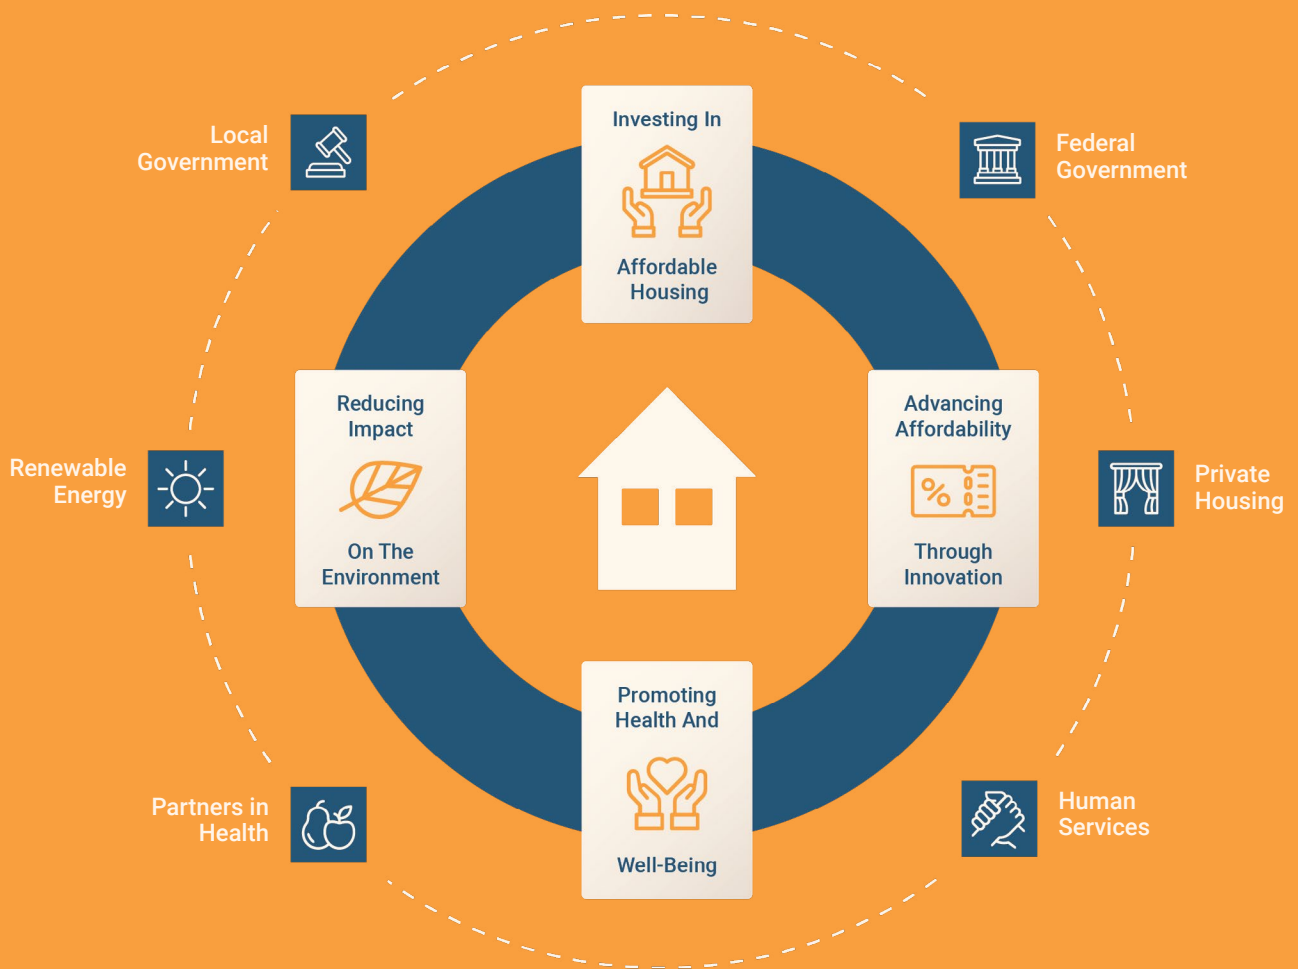 Investing In
Affordable
Housing
Local
Government
Federal
Government
Reducing
Impact
On The
Environment
Advancing
Affordability
Through
Innovation
Renewable
Energy
Private
Housing
Promoting
Health And
Well-Being
Partners in
Health
Human
Services